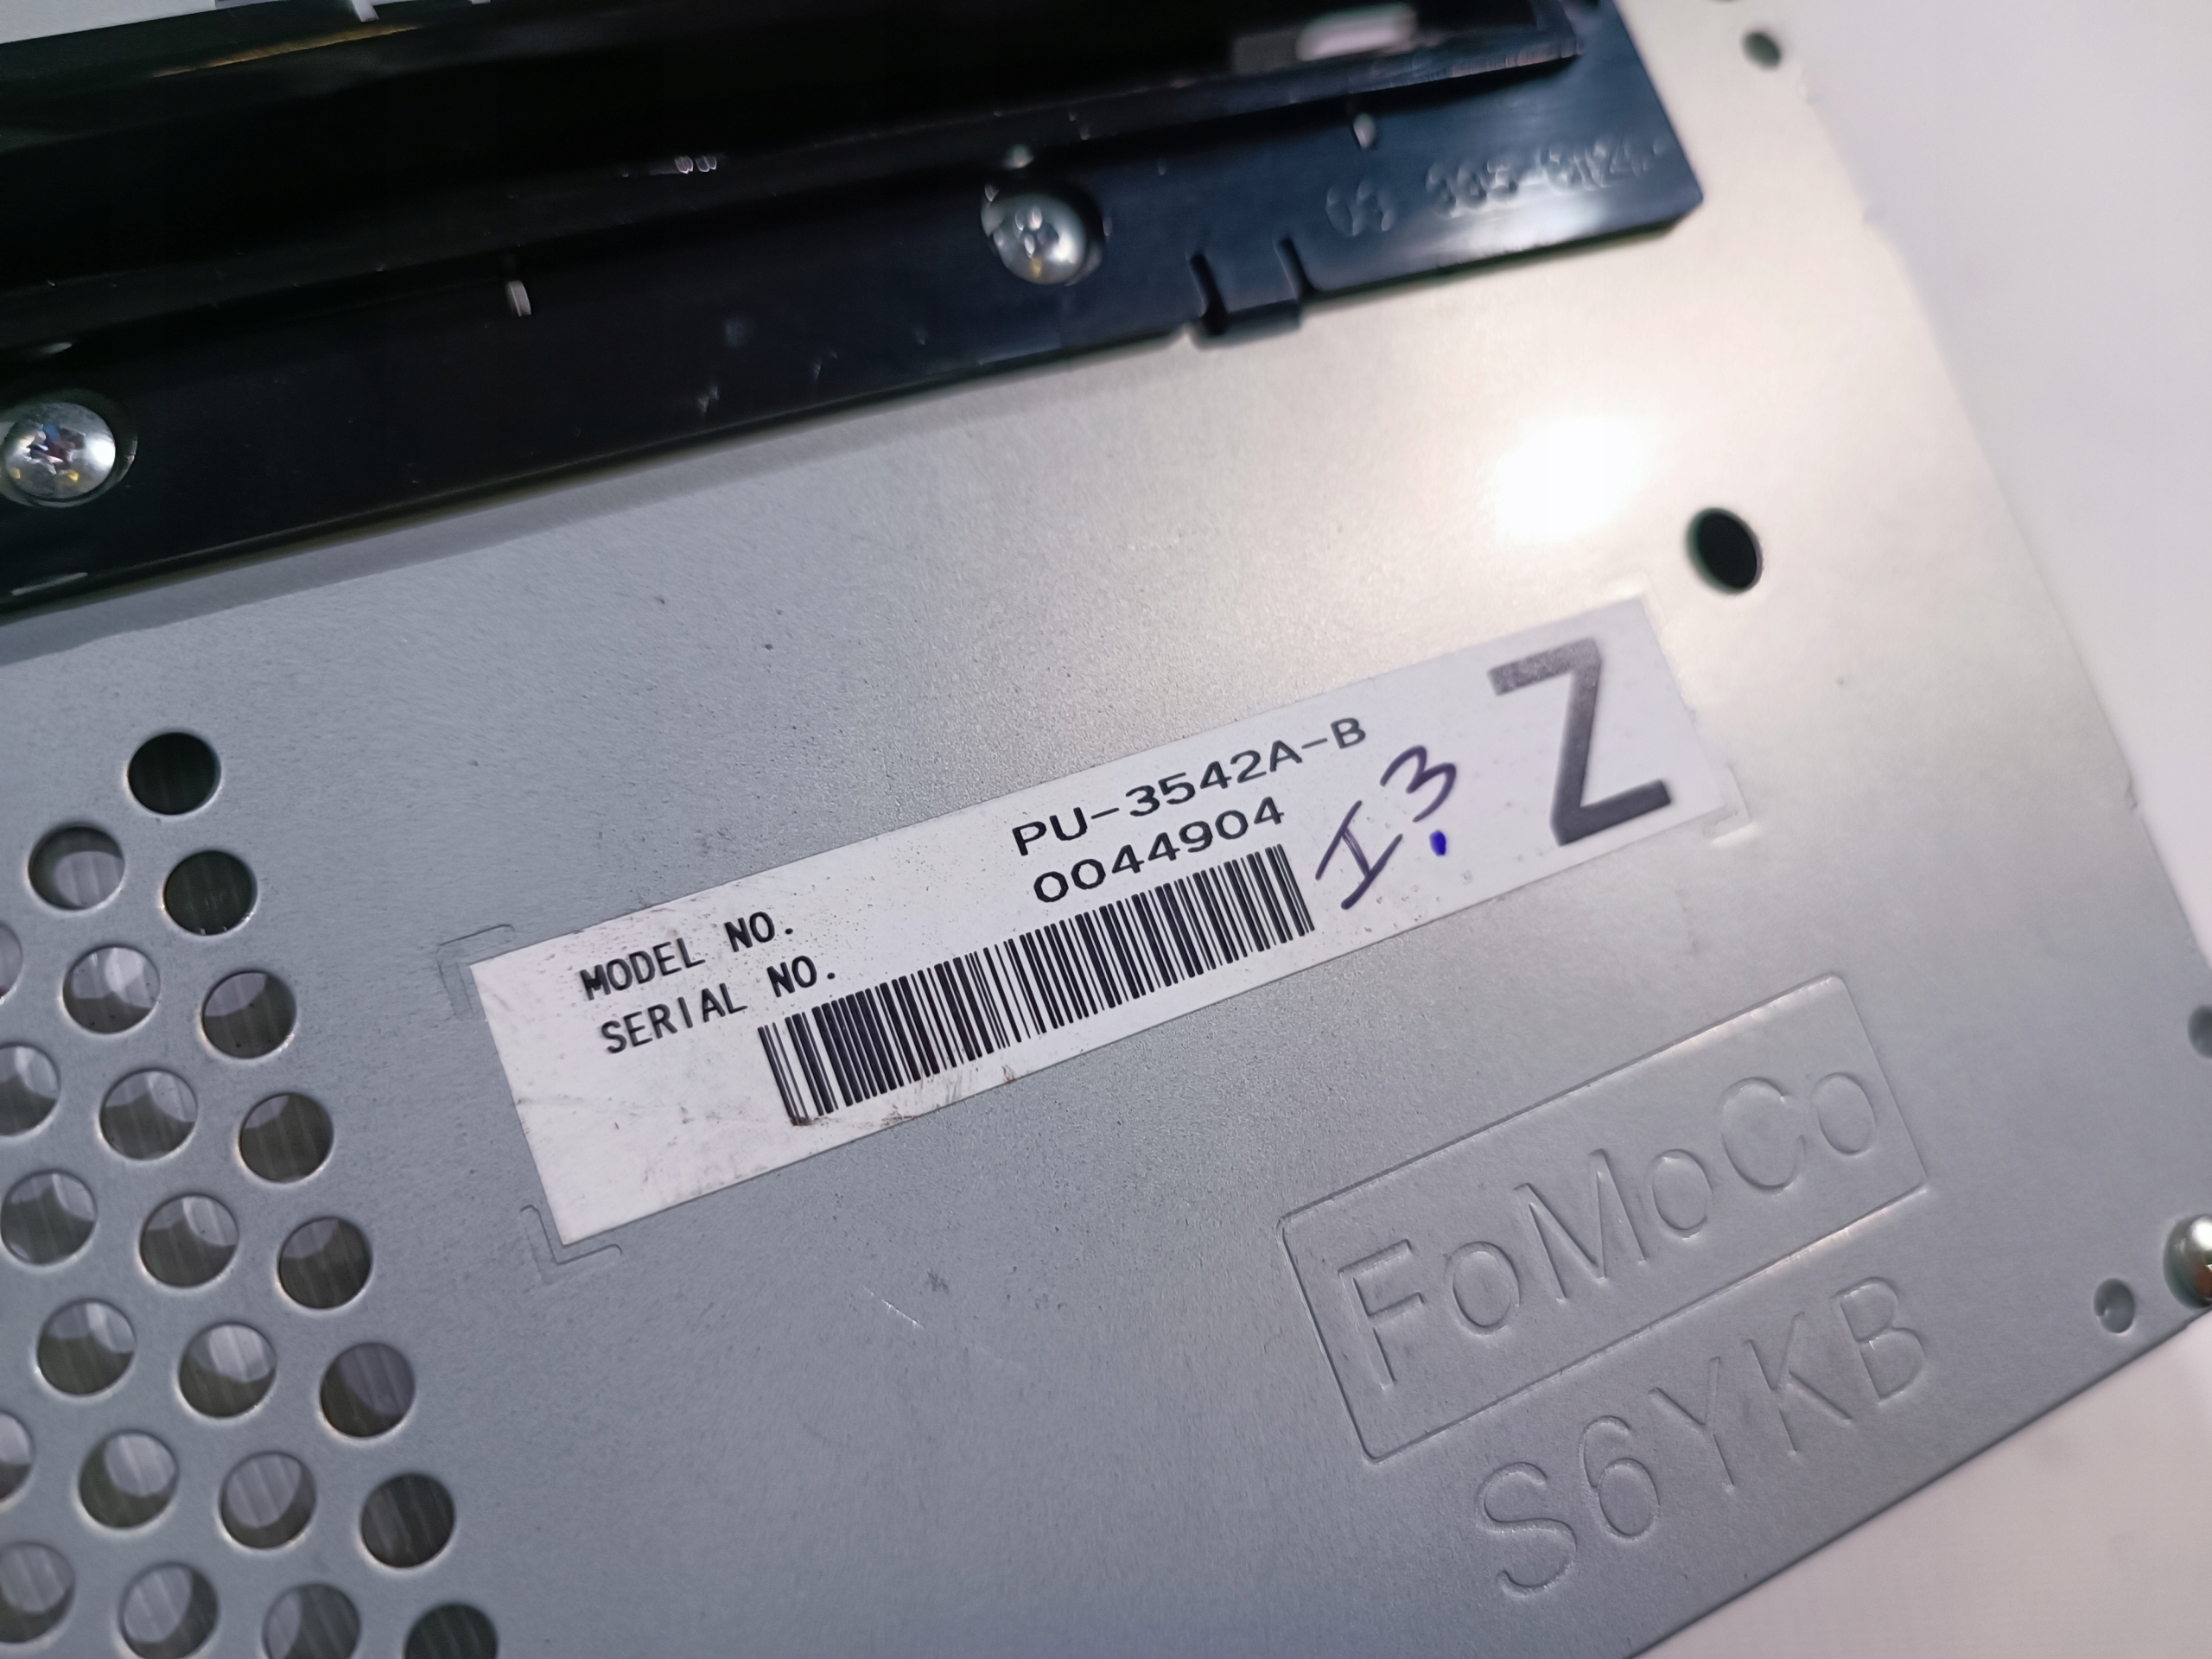 MODEL NO. PU-3542A-B
SERIAL NO. 0044904
I3
Z
FoMoCo
S6YKB